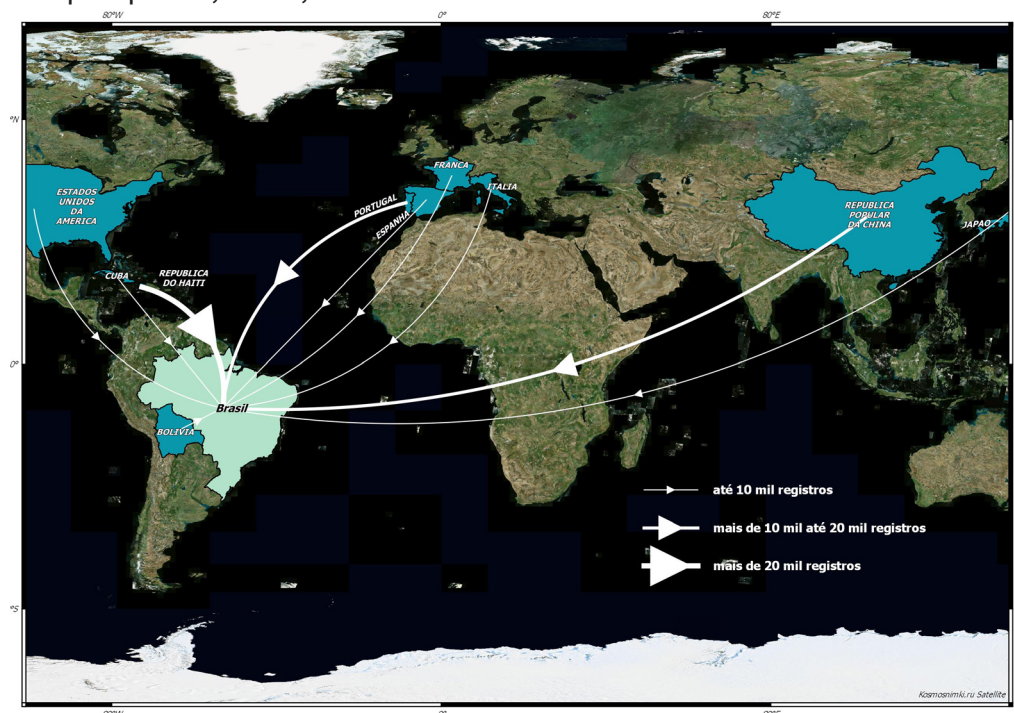 80°W 0° 80°E
°N
FRANCA
ITALIA
ESTADOS
UNIDOS
DA
AMERICA
PORTUGAL
ESPANHA
REPUBLICA
POPULAR
DA CHINA
JAPAO
CUBA
REPUBLICA
DO HAITI
0°
Brasil
BOLIVIA
até 10 mil registros
mais de 10 mil até 20 mil registros
mais de 20 mil registros
°S
Kosmosnimki.ru Satellite